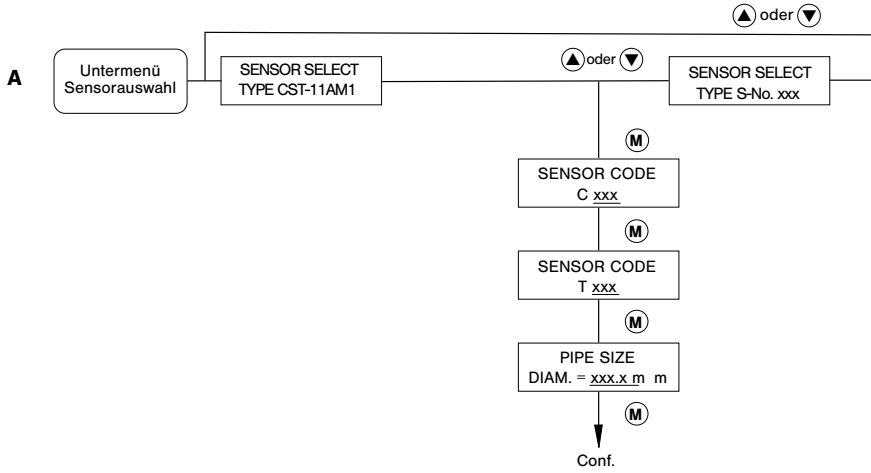 ▲ oder ▼
A
Untermenü
Sensorauswahl
SENSOR SELECT
TYPE CST-11AM1
▲ oder ▼
SENSOR SELECT
TYPE S-No. xxx
M
SENSOR CODE
C xxx
M
SENSOR CODE
T xxx
M
PIPE SIZE
DIAM. = xxx.x m m
M
Conf.